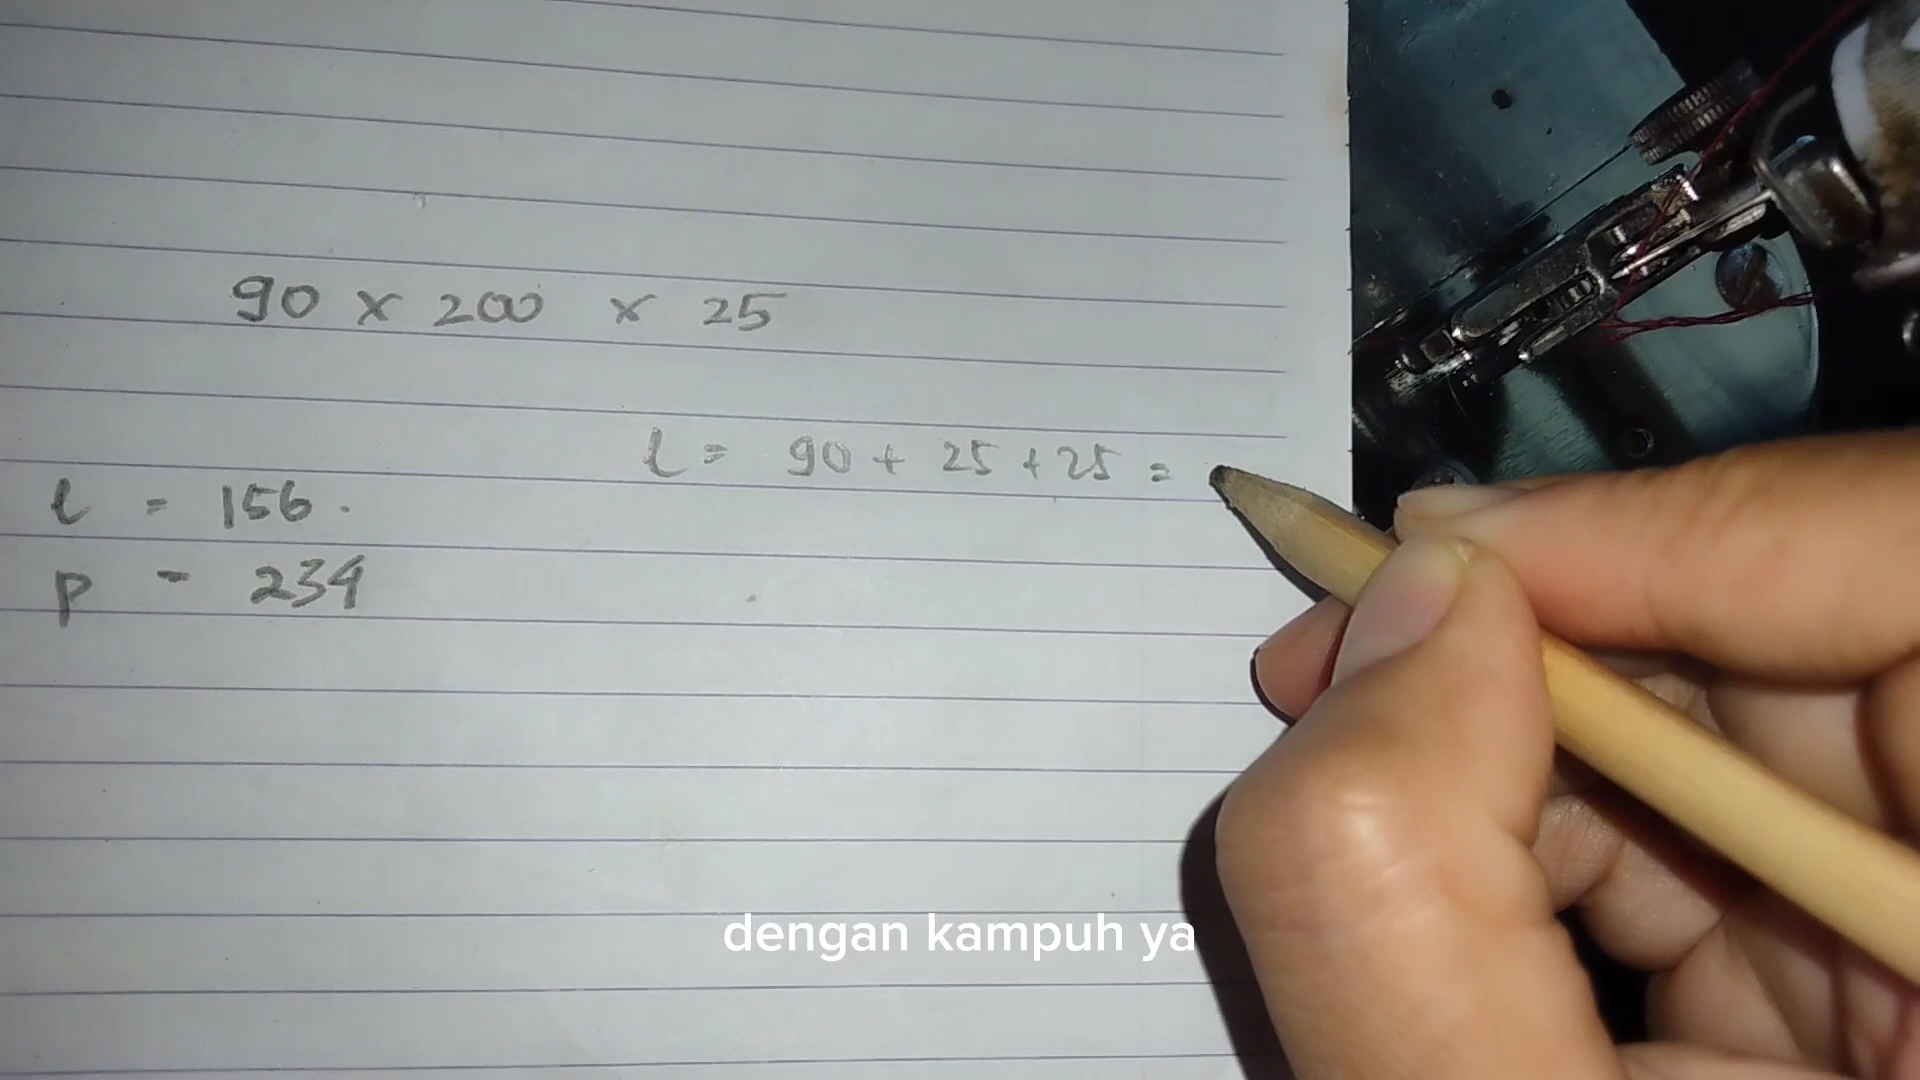 90 x 200 x 25
l = 90 + 25 + 25 =
l = 156.
p = 234
dengan kampuh ya